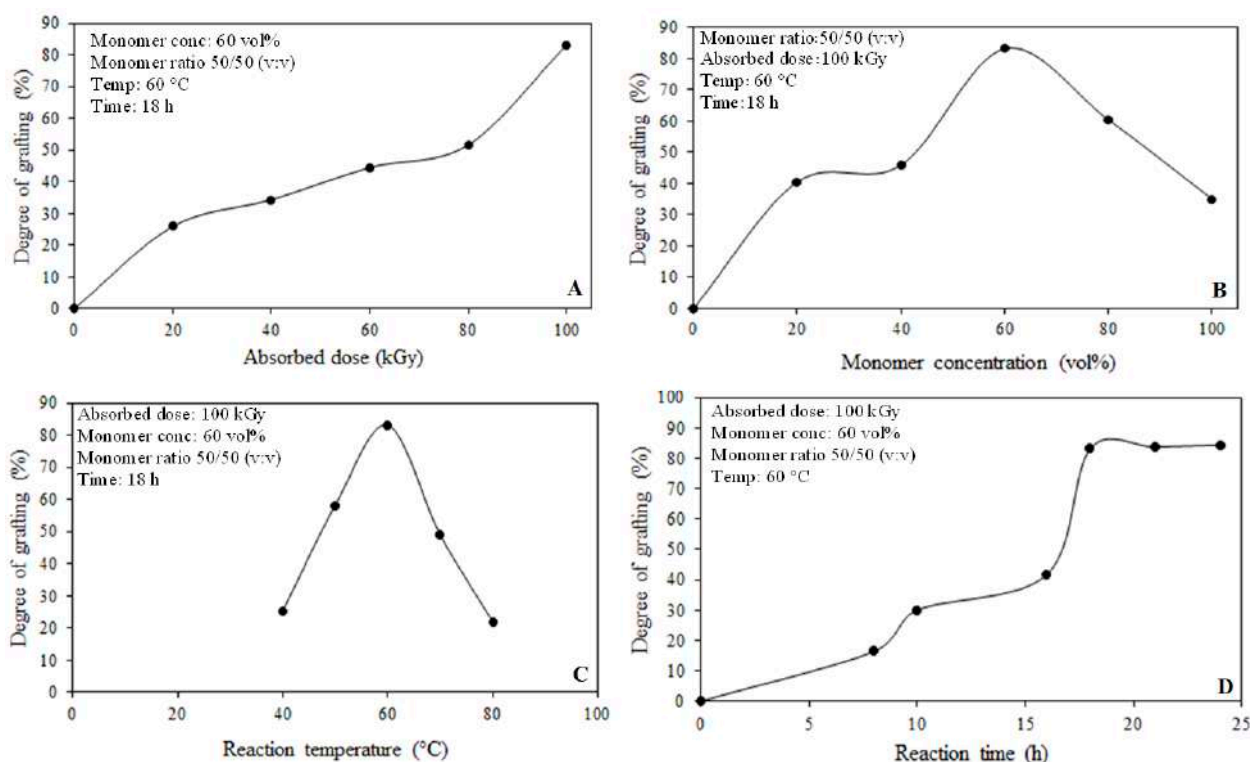 Degree of grafting (%)
90
80
70
60
50
40
30
20
10
0
Monomer conc: 60 vol%
Monomer ratio 50/50 (v:v)
Temp: 60 °C
Time: 18 h
A
0 20 40 60 80 100
Absorbed dose (kGy)
Degree of grafting (%)
90
80
70
60
50
40
30
20
10
0
Monomer ratio:50/50 (v:v)
Absorbed dose:100 kGy
Temp: 60 °C
Time:18 h
B
0 20 40 60 80 100
Monomer concentration (vol%)
Degree of grafting (%)
90
80
70
60
50
40
30
20
10
0
Absorbed dose: 100 kGy
Monomer conc: 60 vol%
Monomer ratio 50/50 (v:v)
Time: 18 h
C
0 20 40 60 80 100
Reaction temperature (°C)
Degree of grafting (%)
100
90
80
70
60
50
40
30
20
10
0
Absorbed dose: 100 kGy
Monomer conc: 60 vol%
Monomer ratio 50/50 (v:v)
Temp: 60 °C
D
0 5 10 15 20 25
Reaction time (h)